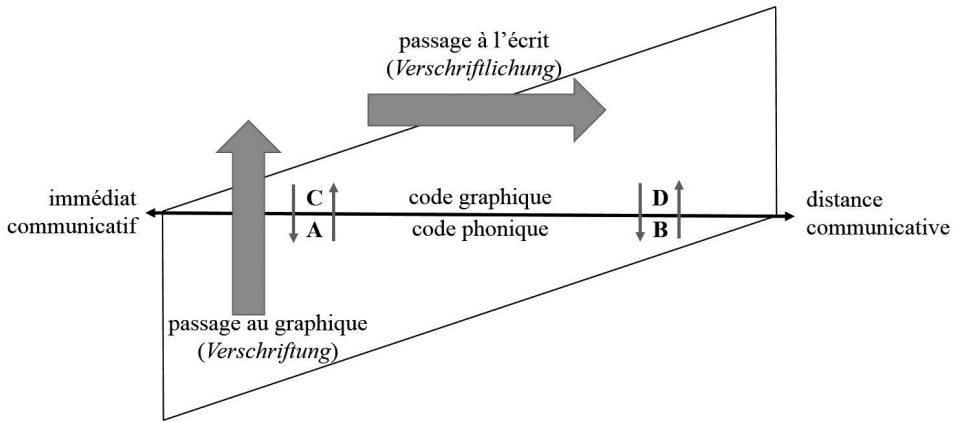 passage à l’écrit
(Verschriftlichung)
immédiat
communicatif
C
code graphique
D
distance
communicative
A
code phonique
B
passage au graphique
(Verschriftung)